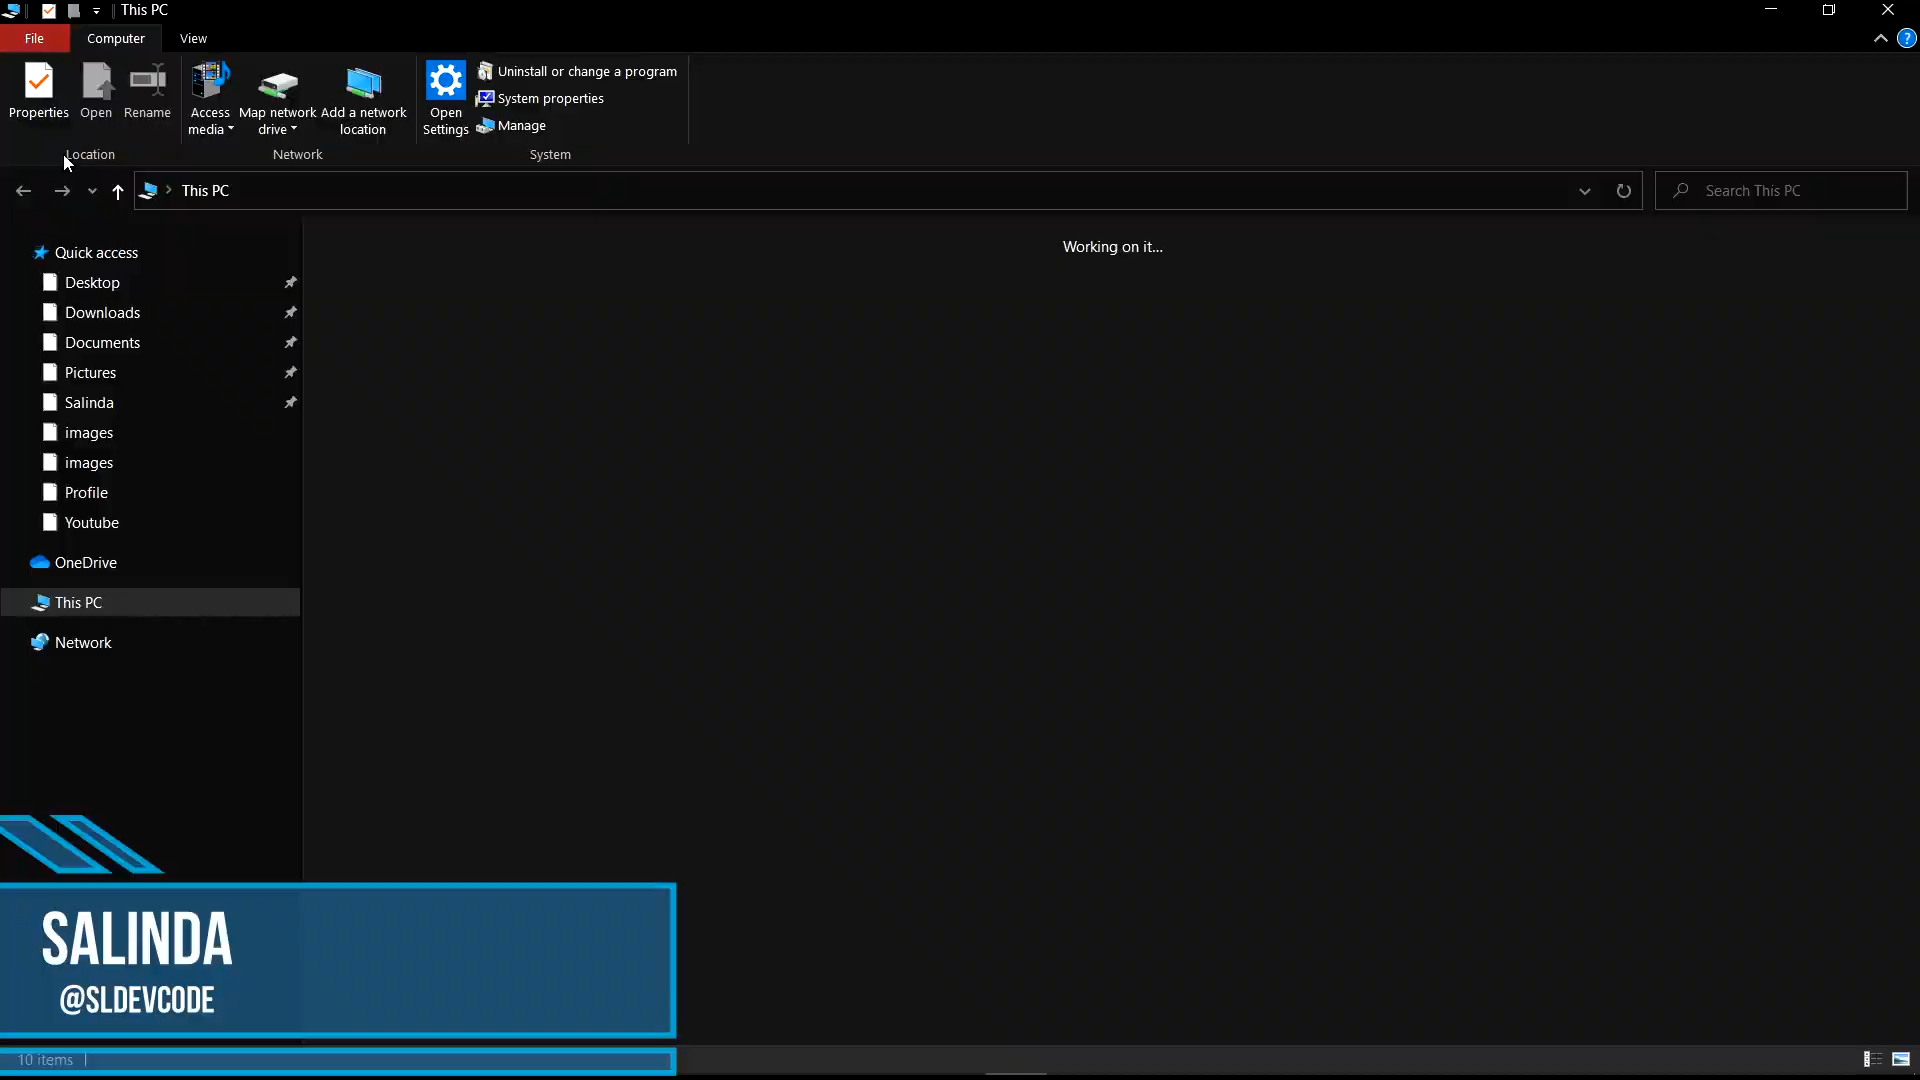 This PC
File
Computer
View
Properties
Open
Rename
Access media
Map network drive
Add a network location
Open Settings
Uninstall or change a program
System properties
Manage
Location
Network
System
This PC
Search This PC
Quick access
Desktop
Downloads
Documents
Pictures
Salinda
images
images
Profile
Youtube
OneDrive
This PC
Network
Working on it...
SALINDA
@SLDEVCODE
10 items